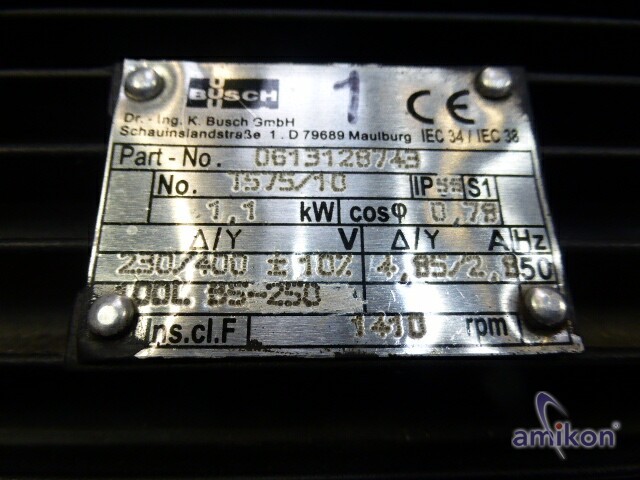 BUSCH
1
CE
Dr. - Ing. K. Busch GmbH
Schauinslandstraße 1 . D 79689 Maulburg IEC 34 / IEC 38
Part - No. 0613128743
No. 1575/10 IP 55 S1
1,1 kW cosφ 0,78
Δ/Y V Δ/Y A Hz
230/400 ± 10% 4,85/2,8 50
85-250
Ins.cl.F 1410 rpm
amikon